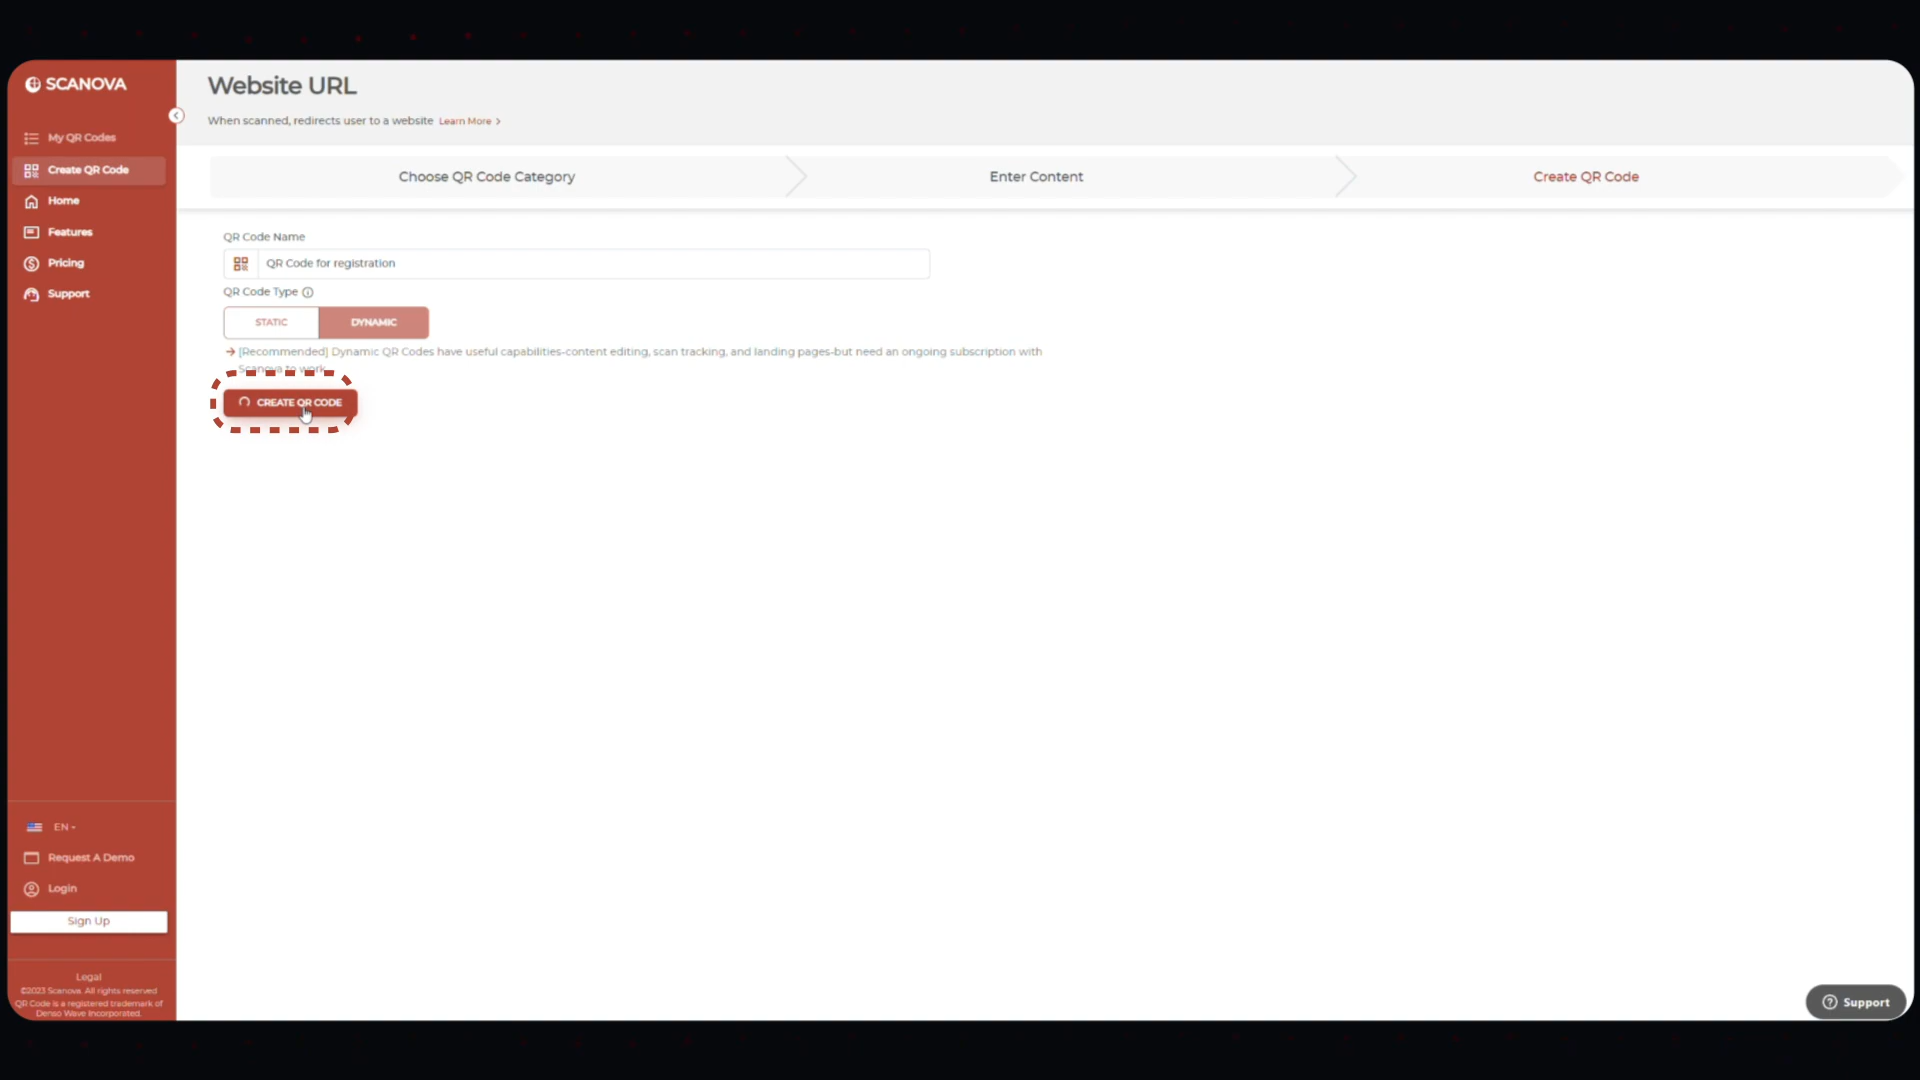 SCANOVA
My QR Codes
Create QR Code
Home
Features
Pricing
Support
EN
Request A Demo
Login
Sign Up
Legal
©2023 Scanova. All rights reserved
QR Code is a registered trademark of
Denso Wave Incorporated.
Website URL
When scanned, redirects user to a website Learn More >
Choose QR Code Category
Enter Content
Create QR Code
QR Code Name
QR Code for registration
QR Code Type
STATIC
DYNAMIC
→ [Recommended] Dynamic QR Codes have useful capabilities-content editing, scan tracking, and landing pages-but need an ongoing subscription with
Scanova to work
CREATE QR CODE
Support